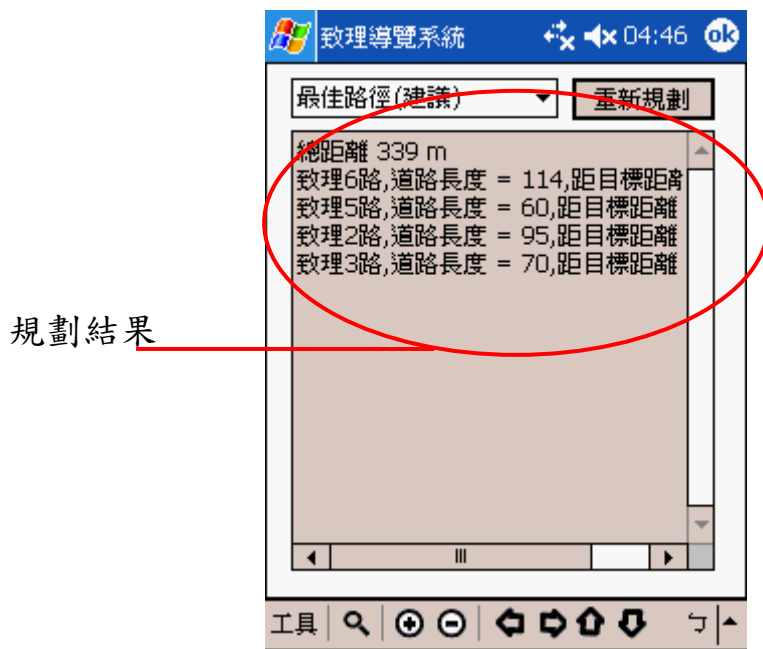 致理導覽系統 04:46 ok
最佳路徑(建議) 重新規劃
總距離 339 m
致理6路,道路長度 = 114,距目標距離
致理5路,道路長度 = 60,距目標距離
致理2路,道路長度 = 95,距目標距離
致理3路,道路長度 = 70,距目標距離
規劃結果
工具 ㄅ